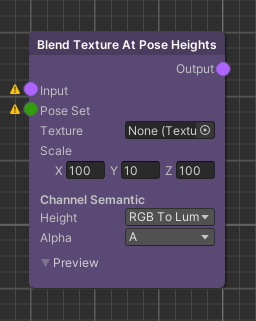 Blend Texture At Pose Heights
Output
Input
Pose Set
Texture None (Textu
Scale
X 100 Y 10 Z 100
Channel Semantic
Height RGB To Lum
Alpha A
Preview